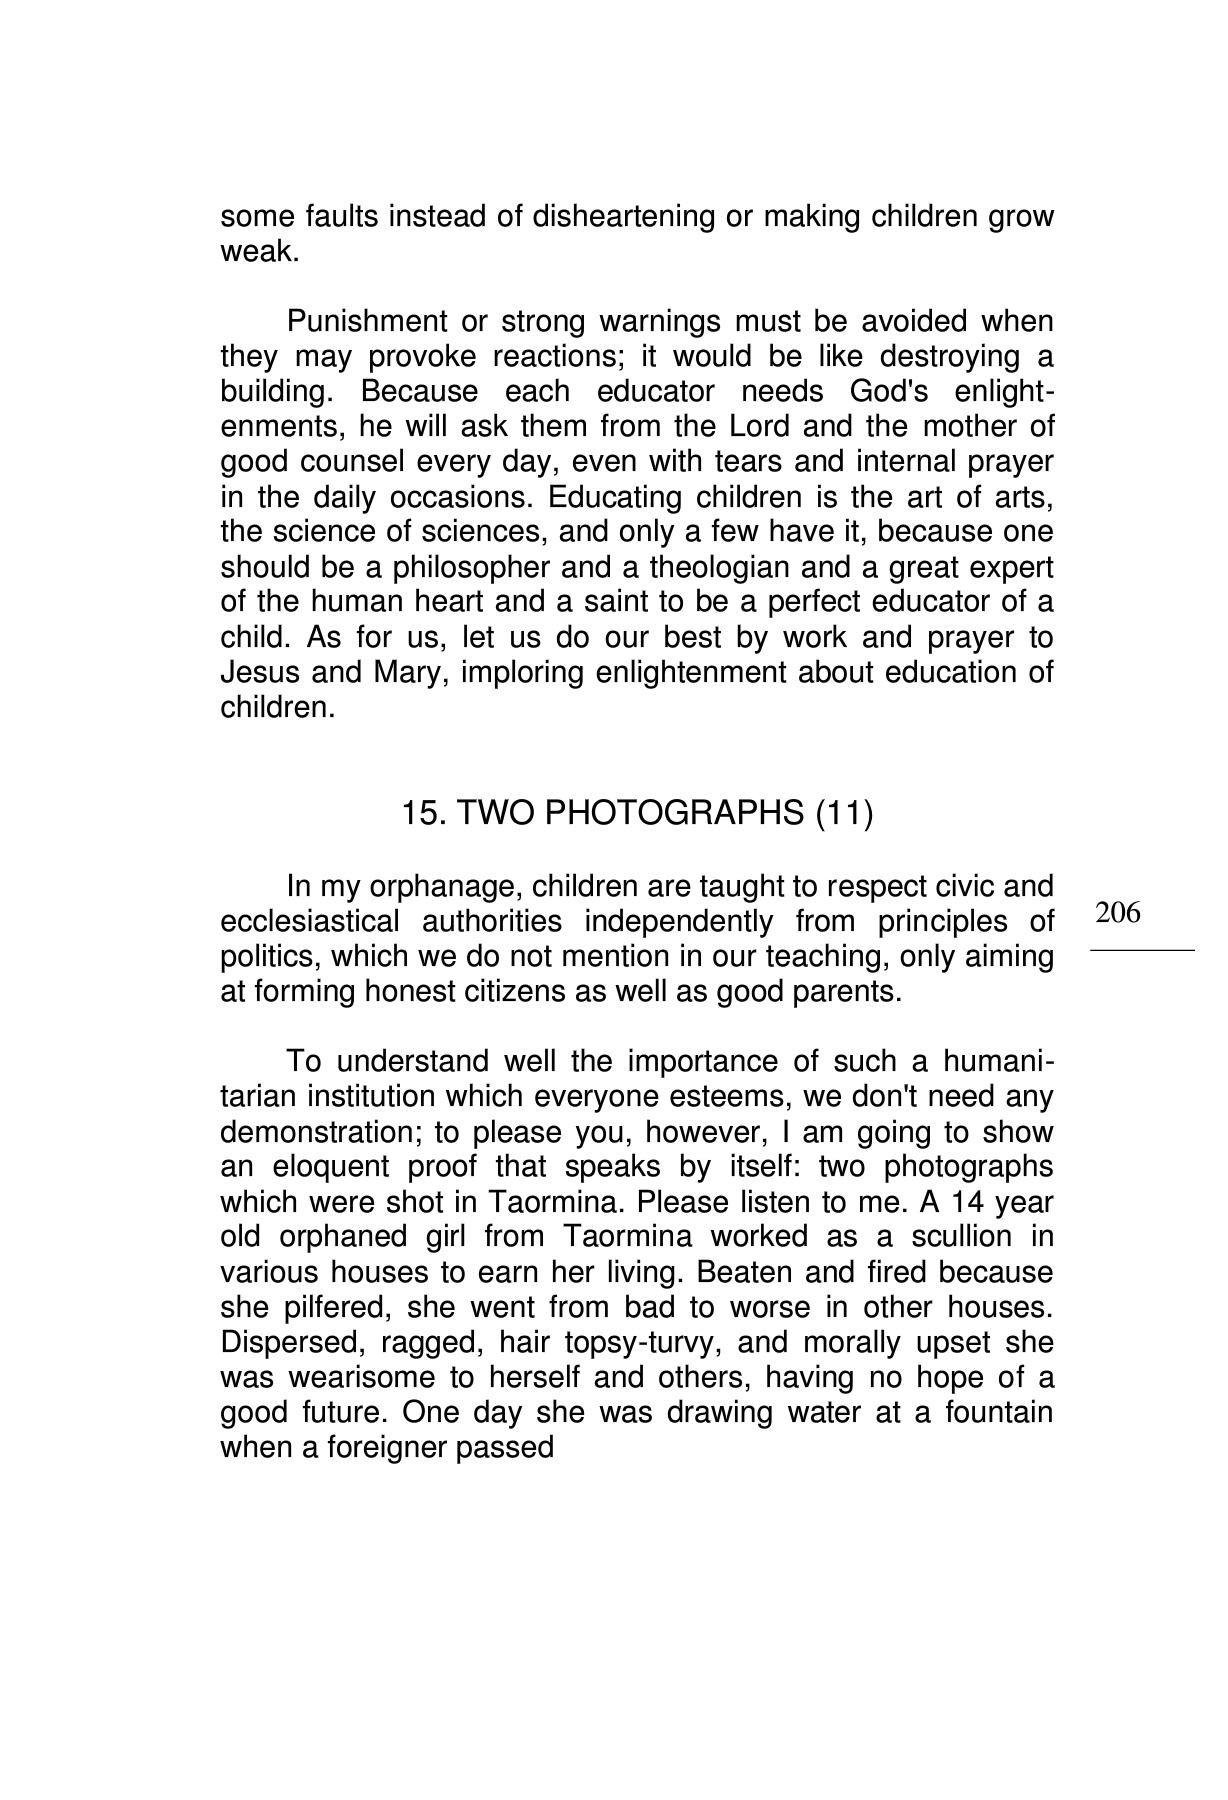 some faults instead of disheartening or making children grow
weak.
Punishment or strong warnings must be avoided when
they may provoke reactions; it would be like destroying a
building. Because each educator needs God's enlight-
enments, he will ask them from the Lord and the mother of
good counsel every day, even with tears and internal prayer
in the daily occasions. Educating children is the art of arts,
the science of sciences, and only a few have it, because one
should be a philosopher and a theologian and a great expert
of the human heart and a saint to be a perfect educator of a
child. As for us, let us do our best by work and prayer to
Jesus and Mary, imploring enlightenment about education of
children.
15. TWO PHOTOGRAPHS (11)
In my orphanage, children are taught to respect civic and
ecclesiastical authorities independently from principles of
politics, which we do not mention in our teaching, only aiming
at forming honest citizens as well as good parents.
206
To understand well the importance of such a humani-
tarian institution which everyone esteems, we don't need any
demonstration; to please you, however, I am going to show
an eloquent proof that speaks by itself: two photographs
which were shot in Taormina. Please listen to me. A 14 year
old orphaned girl from Taormina worked as a scullion in
various houses to earn her living. Beaten and fired because
she pilfered, she went from bad to worse in other houses.
Dispersed, ragged, hair topsy-turvy, and morally upset she
was wearisome to herself and others, having no hope of a
good future. One day she was drawing water at a fountain
when a foreigner passed